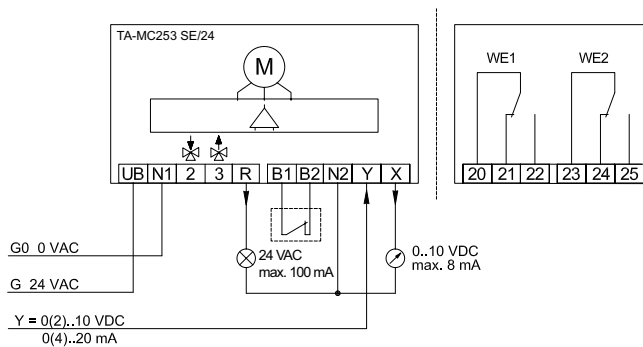 TA-MC253 SE/24
M
UB N1 2 3 R B1 B2 N2 Y X
WE1 WE2
20 21 22 23 24 25
G0 0 VAC
24 VAC
max. 100 mA
0..10 VDC
max. 8 mA
G 24 VAC
Y = 0(2)..10 VDC
0(4)..20 mA